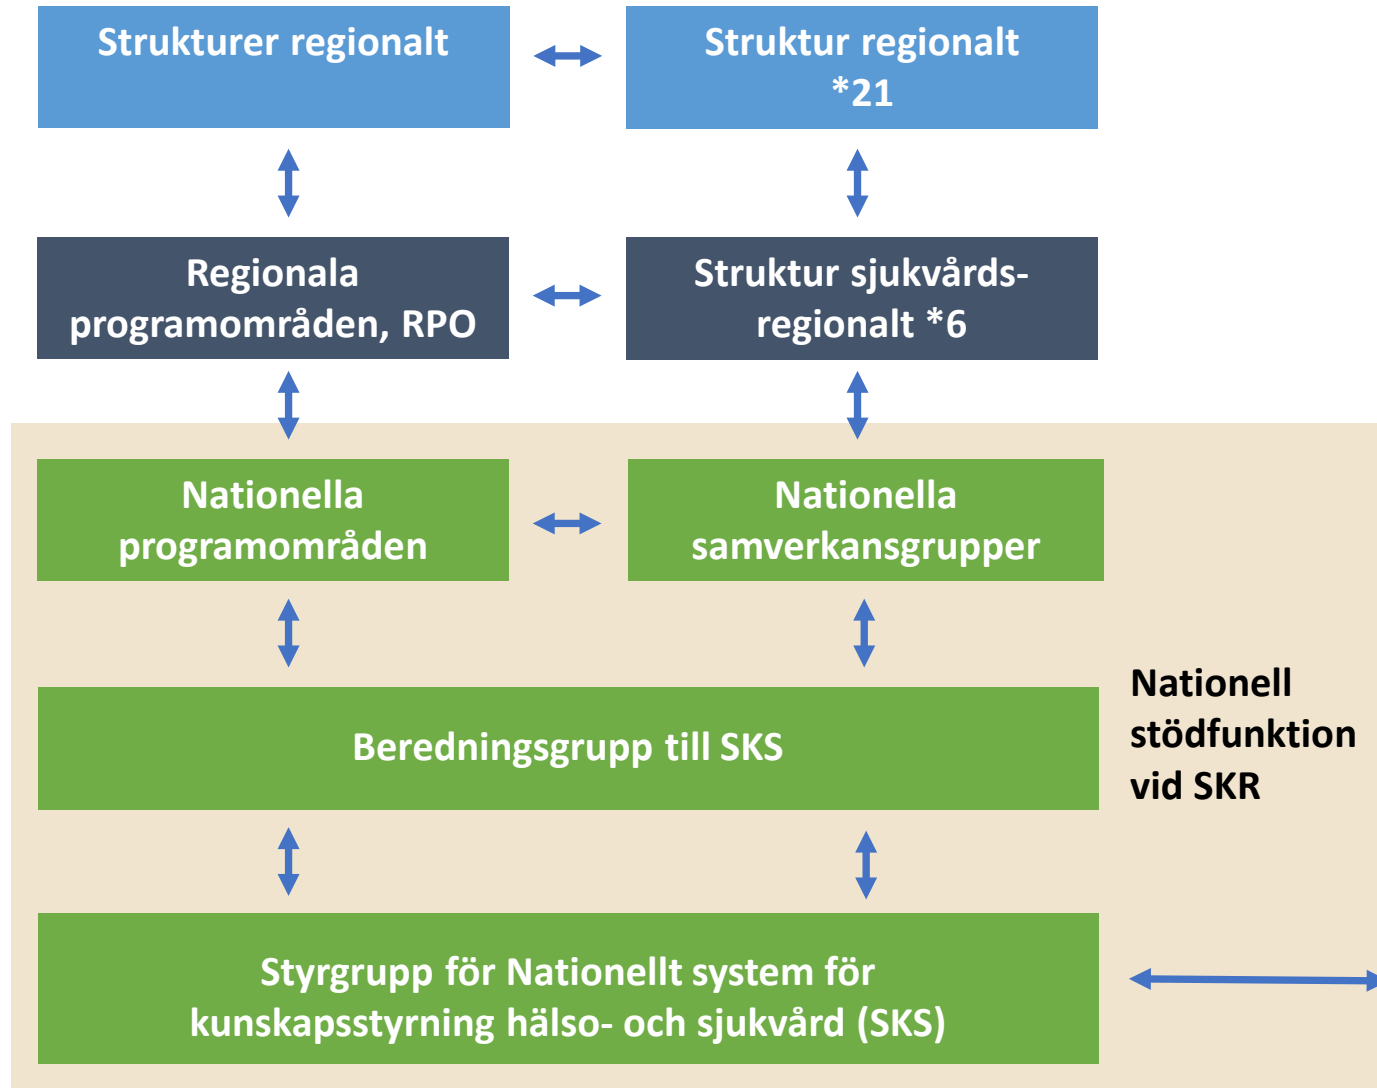 Strukturer regionalt
Struktur regionalt
*21
Regionala
programområden, RPO
Struktur sjukvårds-
regionalt *6
Nationella
programområden
Nationella
samverkansgrupper
Beredningsgrupp till SKS
Nationell
stödfunktion
vid SKR
Styrgrupp för Nationellt system för
kunskapsstyrning hälso- och sjukvård (SKS)